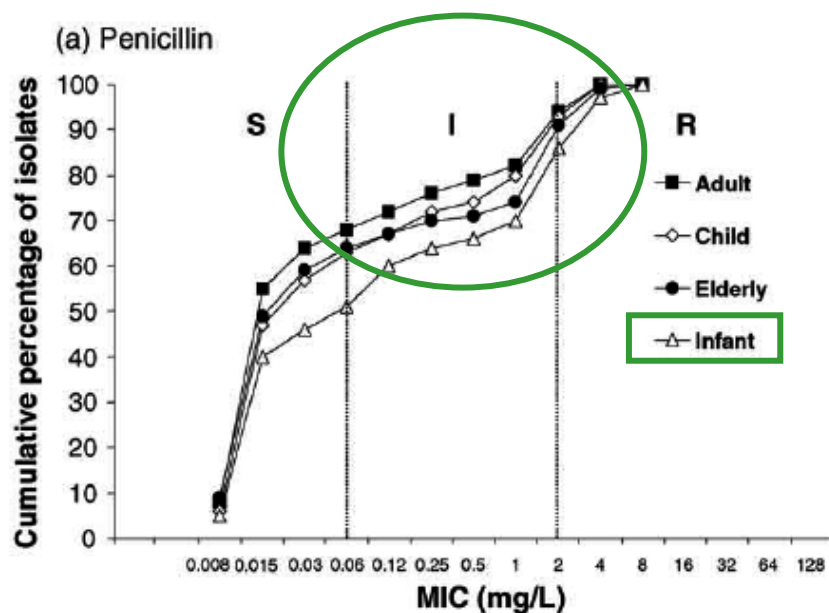 (a) Penicillin
100
90
80
70
60
50
40
30
20
10
0
Cumulative percentage of isolates
S I R
Adult
Child
Elderly
Infant
0.008 0.015 0.03 0.06 0.12 0.25 0.5 1 2 4 8 16 32 64 128
MIC (mg/L)